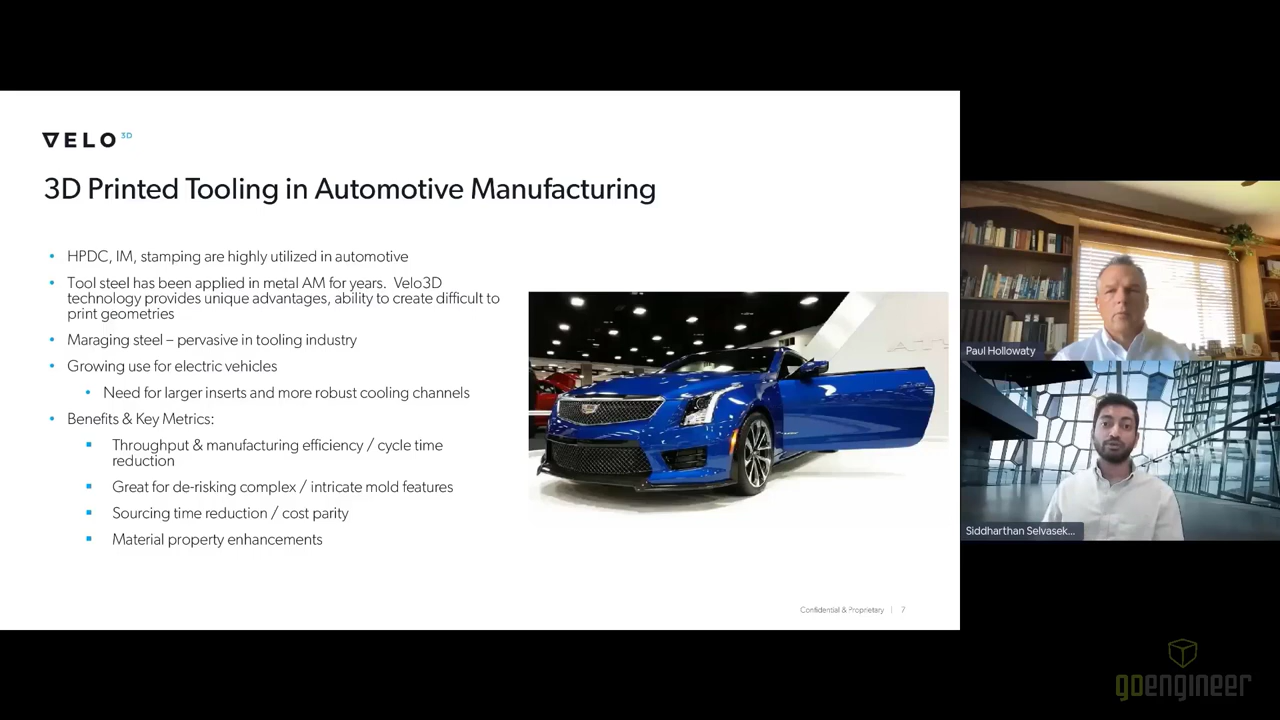 VELO 3D
3D Printed Tooling in Automotive Manufacturing
• HPDC, IM, stamping are highly utilized in automotive
• Tool steel has been applied in metal AM for years. Velo3D
technology provides unique advantages, ability to create difficult to
print geometries
• Maraging steel – pervasive in tooling industry
• Growing use for electric vehicles
• Need for larger inserts and more robust cooling channels
• Benefits & Key Metrics:
▪ Throughput & manufacturing efficiency / cycle time
reduction
▪ Great for de-risking complex / intricate mold features
▪ Sourcing time reduction / cost parity
▪ Material property enhancements
Confidential & Proprietary | 7
Paul Hollowaty
Siddharthan Selvasek...
goengineer